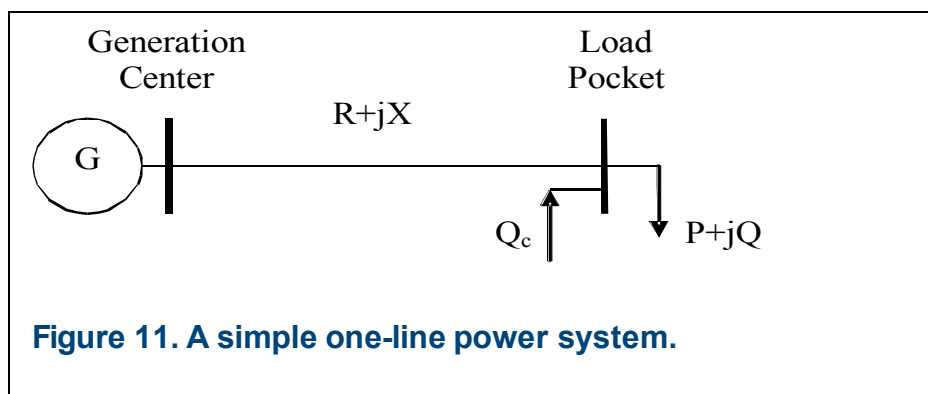 Generation
Center
Load
Pocket
R+jX
G
Qc
P+jQ
Figure 11. A simple one-line power system.